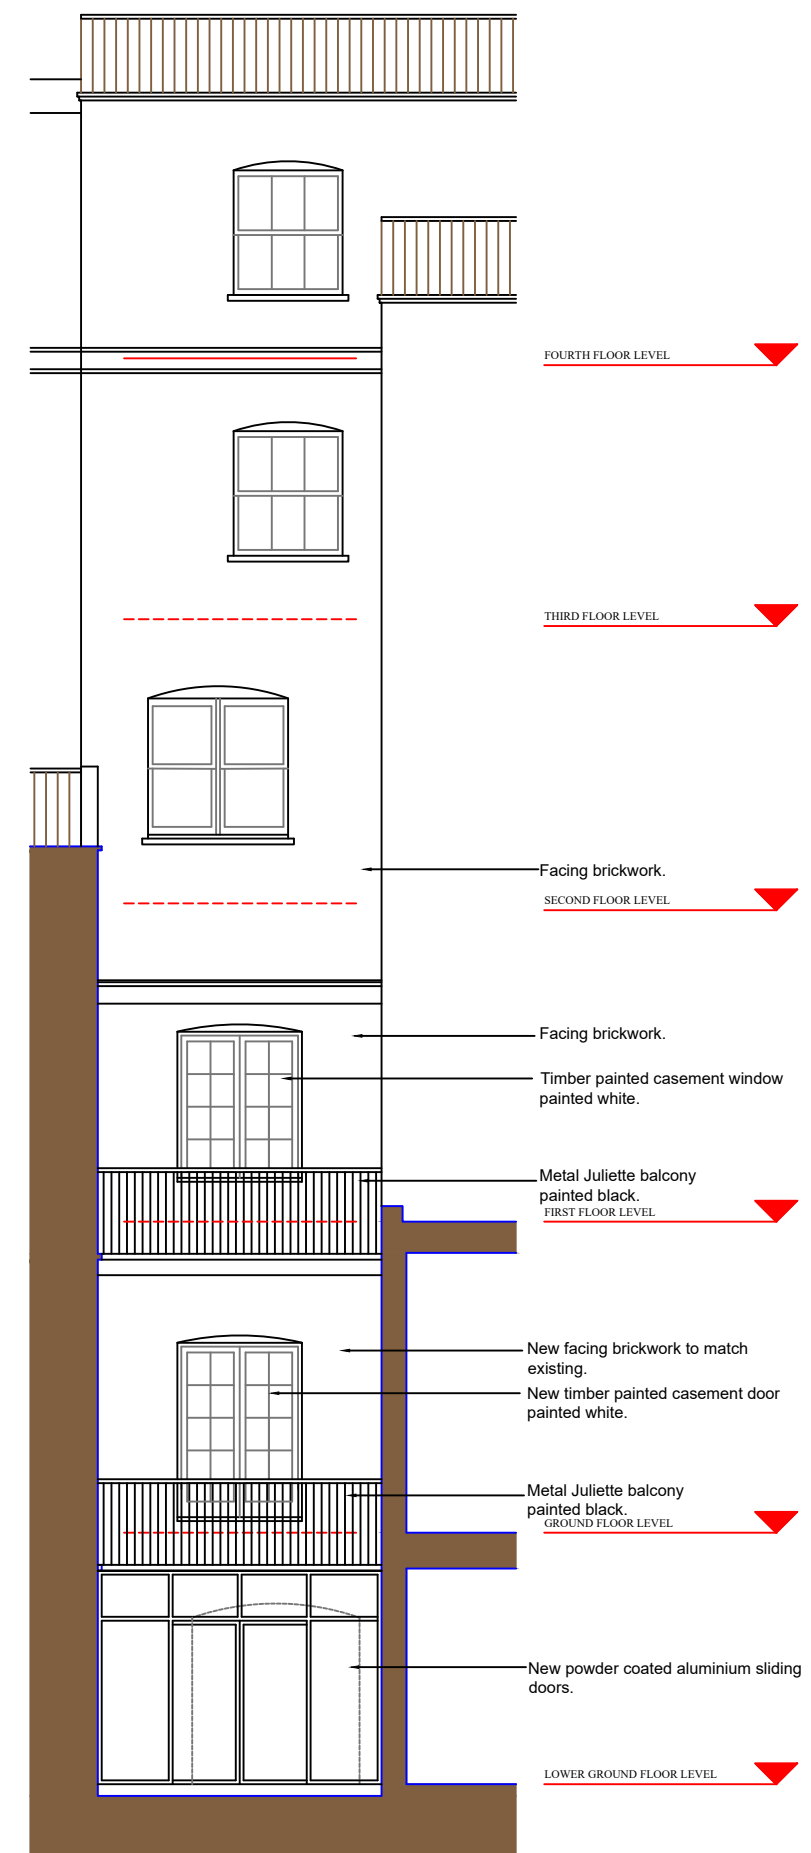 FOURTH FLOOR LEVEL
THIRD FLOOR LEVEL
Facing brickwork.
SECOND FLOOR LEVEL
Facing brickwork.
Timber painted casement window
painted white.
Metal Juliette balcony
painted black.
FIRST FLOOR LEVEL
New facing brickwork to match
existing.
New timber painted casement door
painted white.
Metal Juliette balcony
painted black.
GROUND FLOOR LEVEL
New powder coated aluminium sliding
doors.
LOWER GROUND FLOOR LEVEL